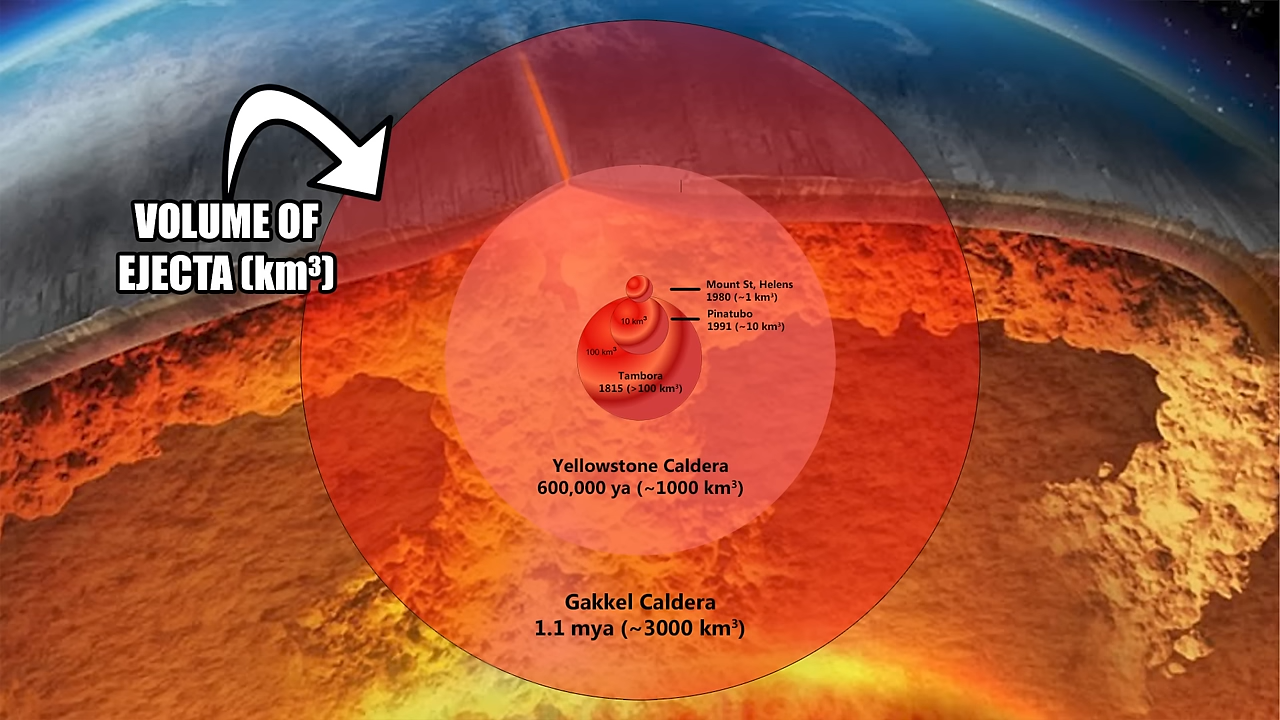 VOLUME OF
EJECTA (km³)
Mount St, Helens
1980 (~1 km³)
Pinatubo
1991 (~10 km³)
10 km³
100 km³
Tambora
1815 (>100 km³)
Yellowstone Caldera
600,000 ya (~1000 km³)
Gakkel Caldera
1.1 mya (~3000 km³)